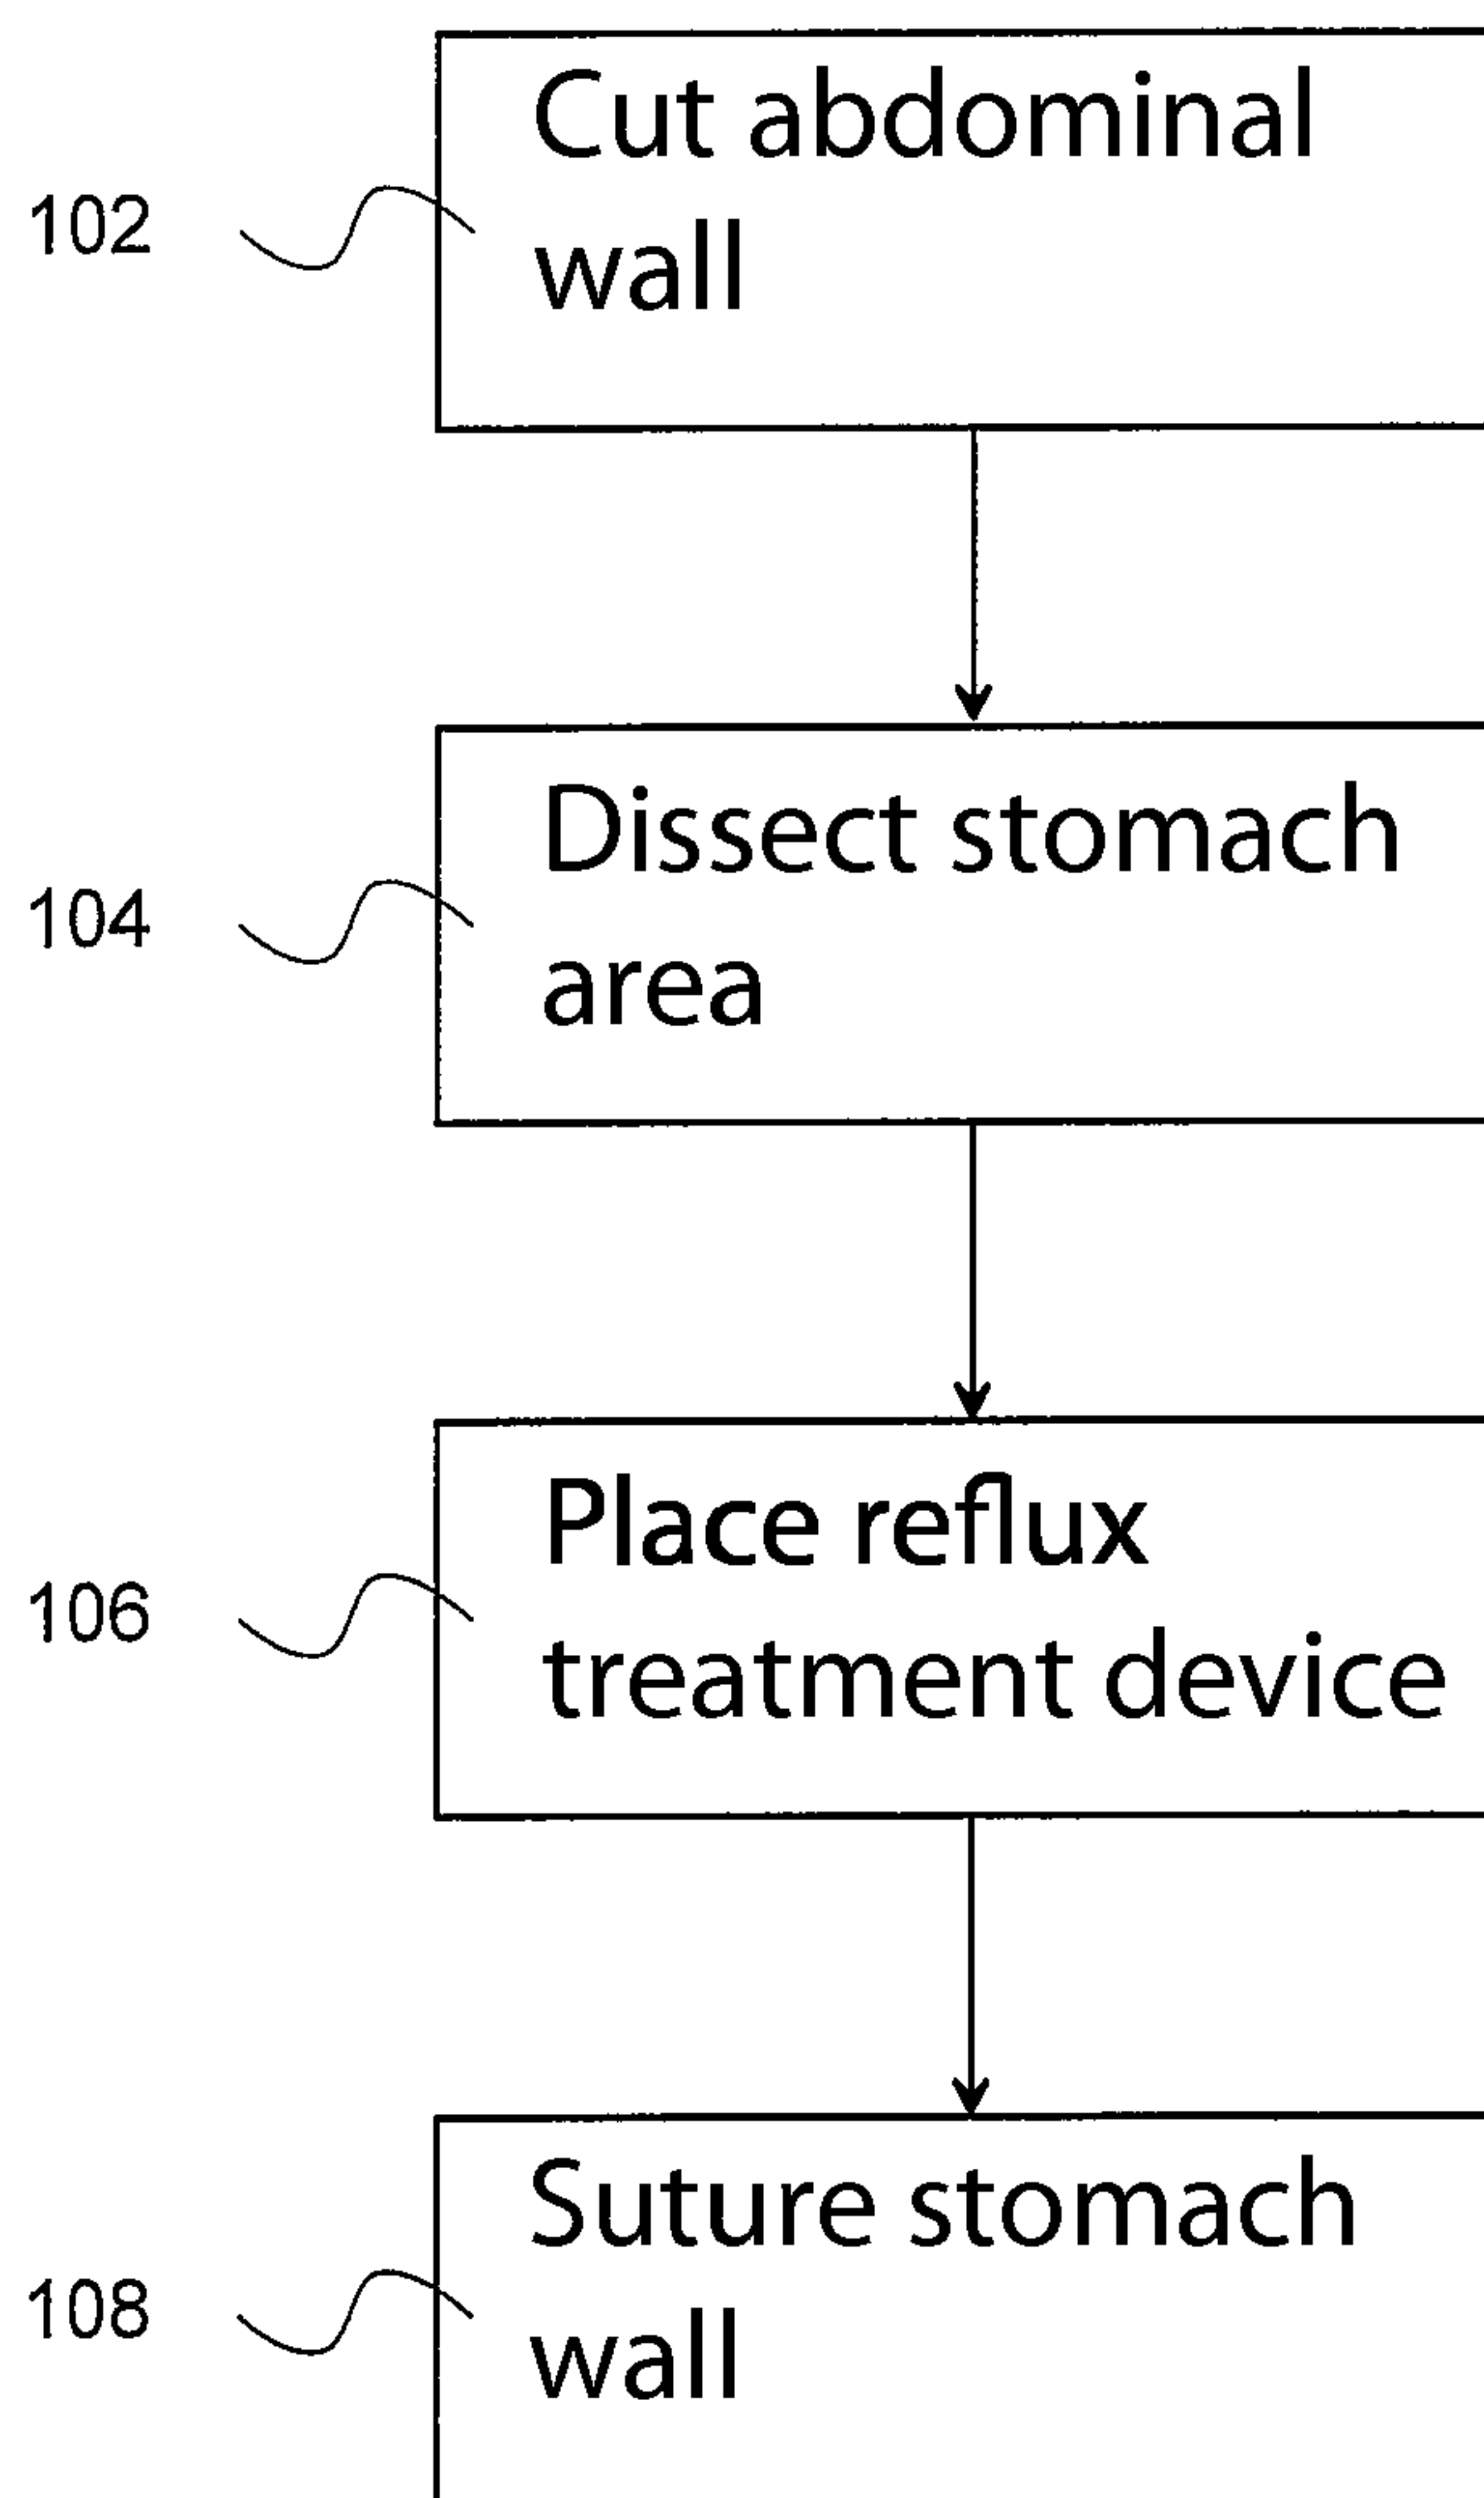 Cut abdominal
wall
102
Dissect stomach
area
104
Place reflux
treatment device
106
Suture stomach
wall
108